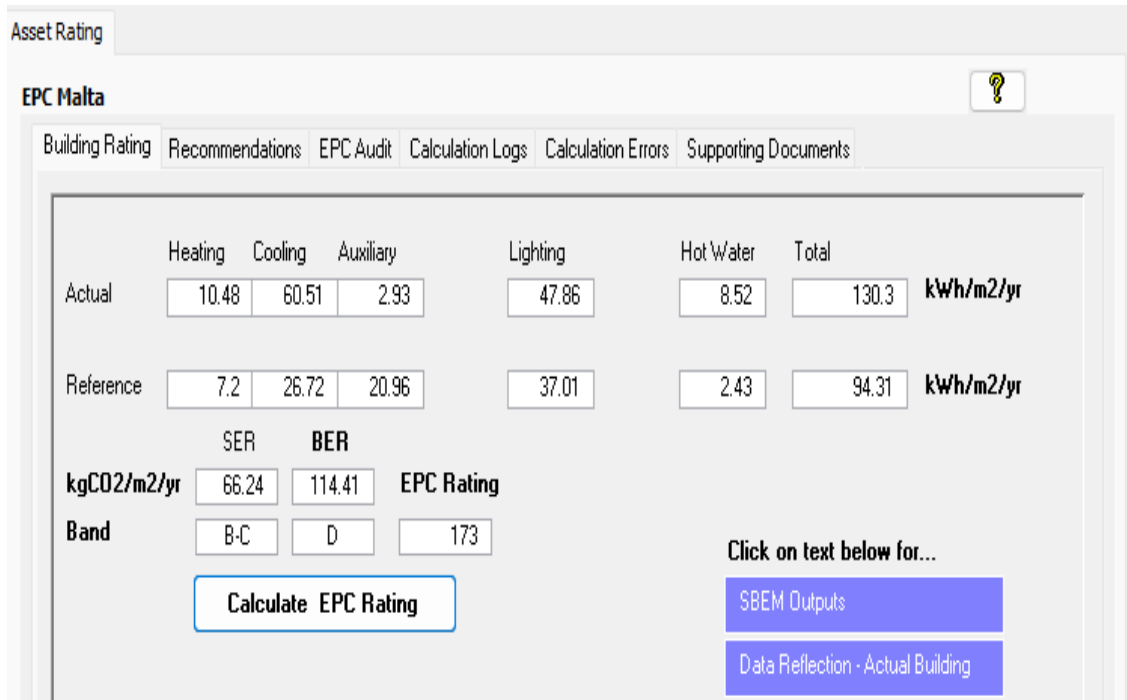 Asset Rating
EPC Malta
?
Building Rating Recommendations EPC Audit Calculation Logs Calculation Errors Supporting Documents
Heating Cooling Auxiliary Lighting Hot Water Total
Actual 10.48 60.51 2.93 47.86 8.52 130.3 kWh/m2/yr
Reference 7.2 26.72 20.96 37.01 2.43 94.31 kWh/m2/yr
SER BER
kgCO2/m2/yr 66.24 114.41 EPC Rating
Band B-C D 173
Click on text below for...
Calculate EPC Rating SBEM Outputs
Data Reflection - Actual Building